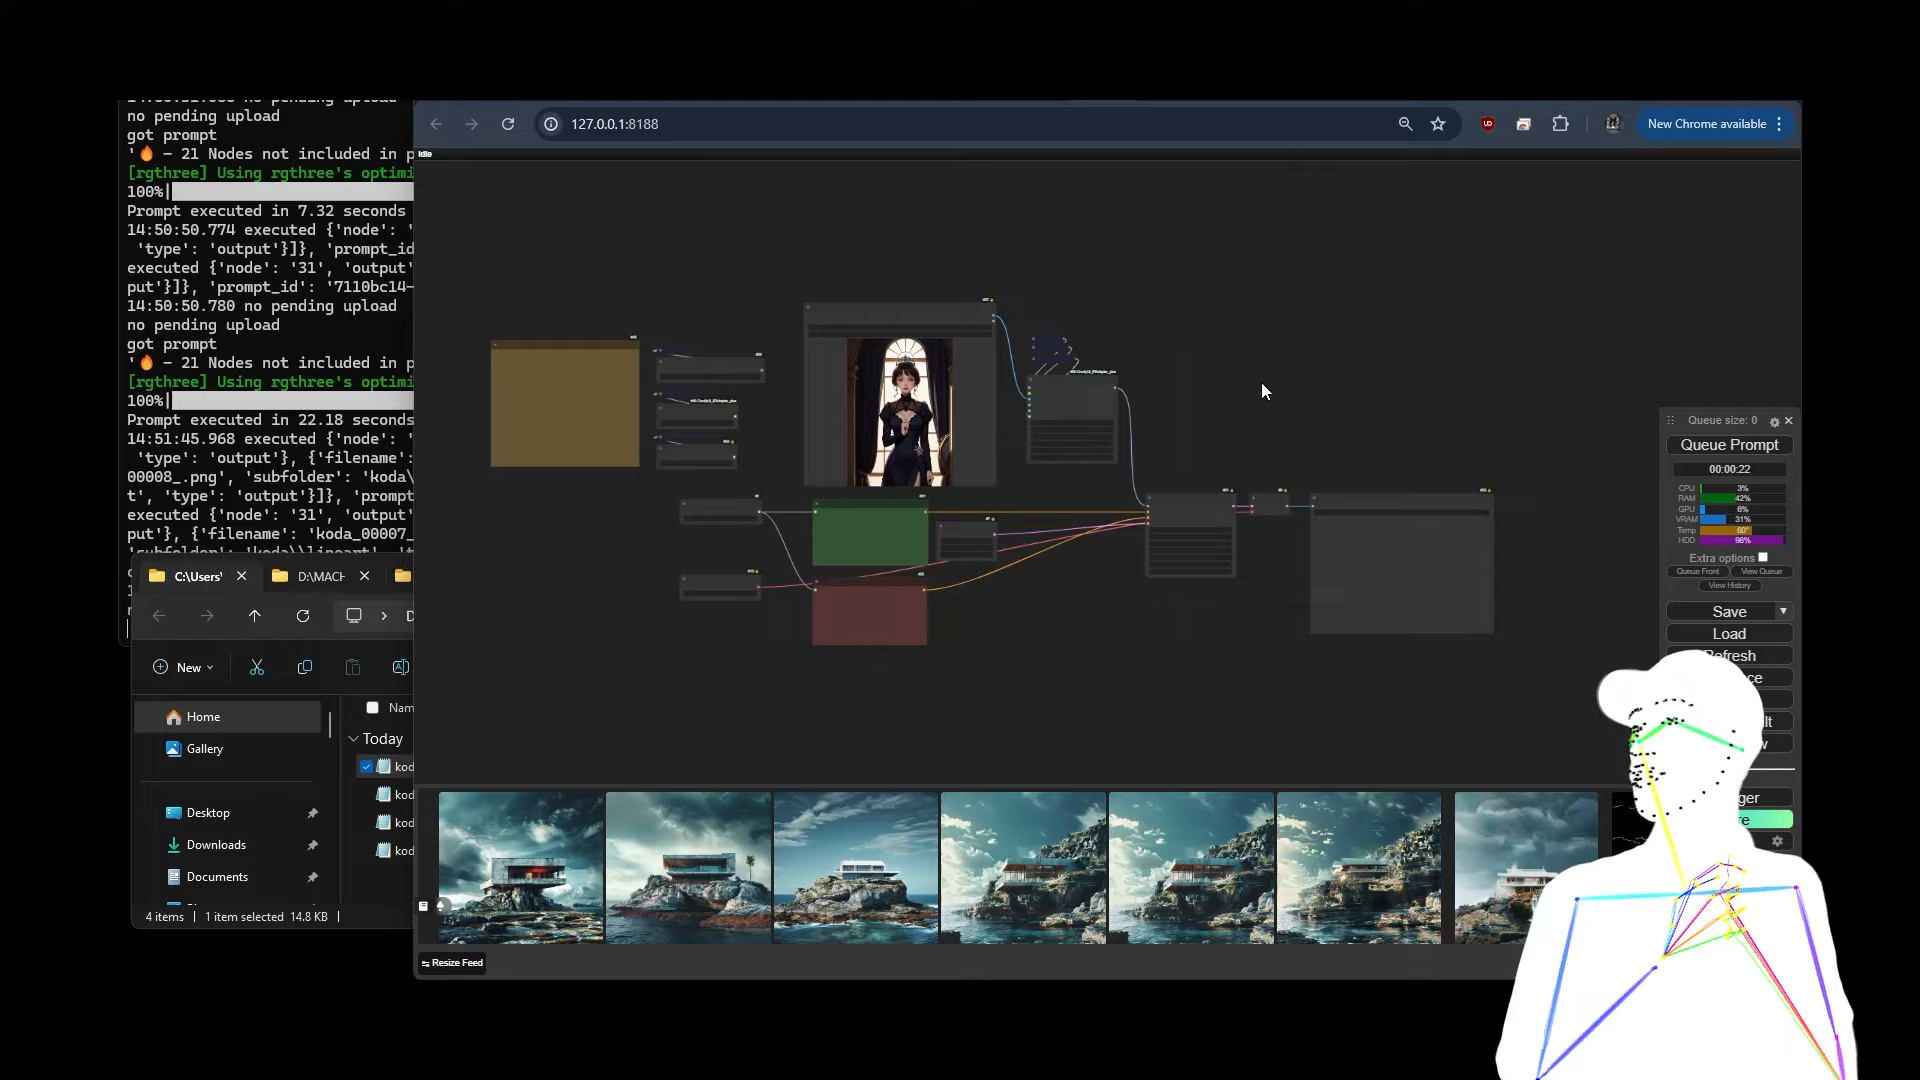 no pending upload
got prompt
'🔥 - 21 Nodes not included in p
[rgthree] Using rgthree's optimi
100%|
Prompt executed in 7.32 seconds
14:50:50.774 executed {'node': '
'type': 'output'}]}, 'prompt_id
executed {'node': '31', 'output'
put'}]}, 'prompt_id': '7110bc14-
14:50:50.780 no pending upload
no pending upload
got prompt
'🔥 - 21 Nodes not included in p
[rgthree] Using rgthree's optimi
100%|
Prompt executed in 22.18 seconds
14:51:45.968 executed {'node': '
'type': 'output'}, {'filename':
00008_.png', 'subfolder': 'koda\
t', 'type': 'output'}]}, 'prompt
executed {'node': '31', 'output'
put'}, {'filename': 'koda_00007_
127.0.0.1:8188
New Chrome available
Idle
Queue size: 0
Queue Prompt
00:00:22
CPU 3%
RAM 42%
GPU 6%
VRAM 31%
Temp 60°
HDD 96%
Extra options
Queue Front
View Queue
View History
Save
Load
Refresh
C:\Users'
D:\MACH
New
Home
Gallery
Desktop
Downloads
Documents
Nam
Today
kod
kod
kod
kod
4 items
1 item selected 14.8 KB
Resize Feed